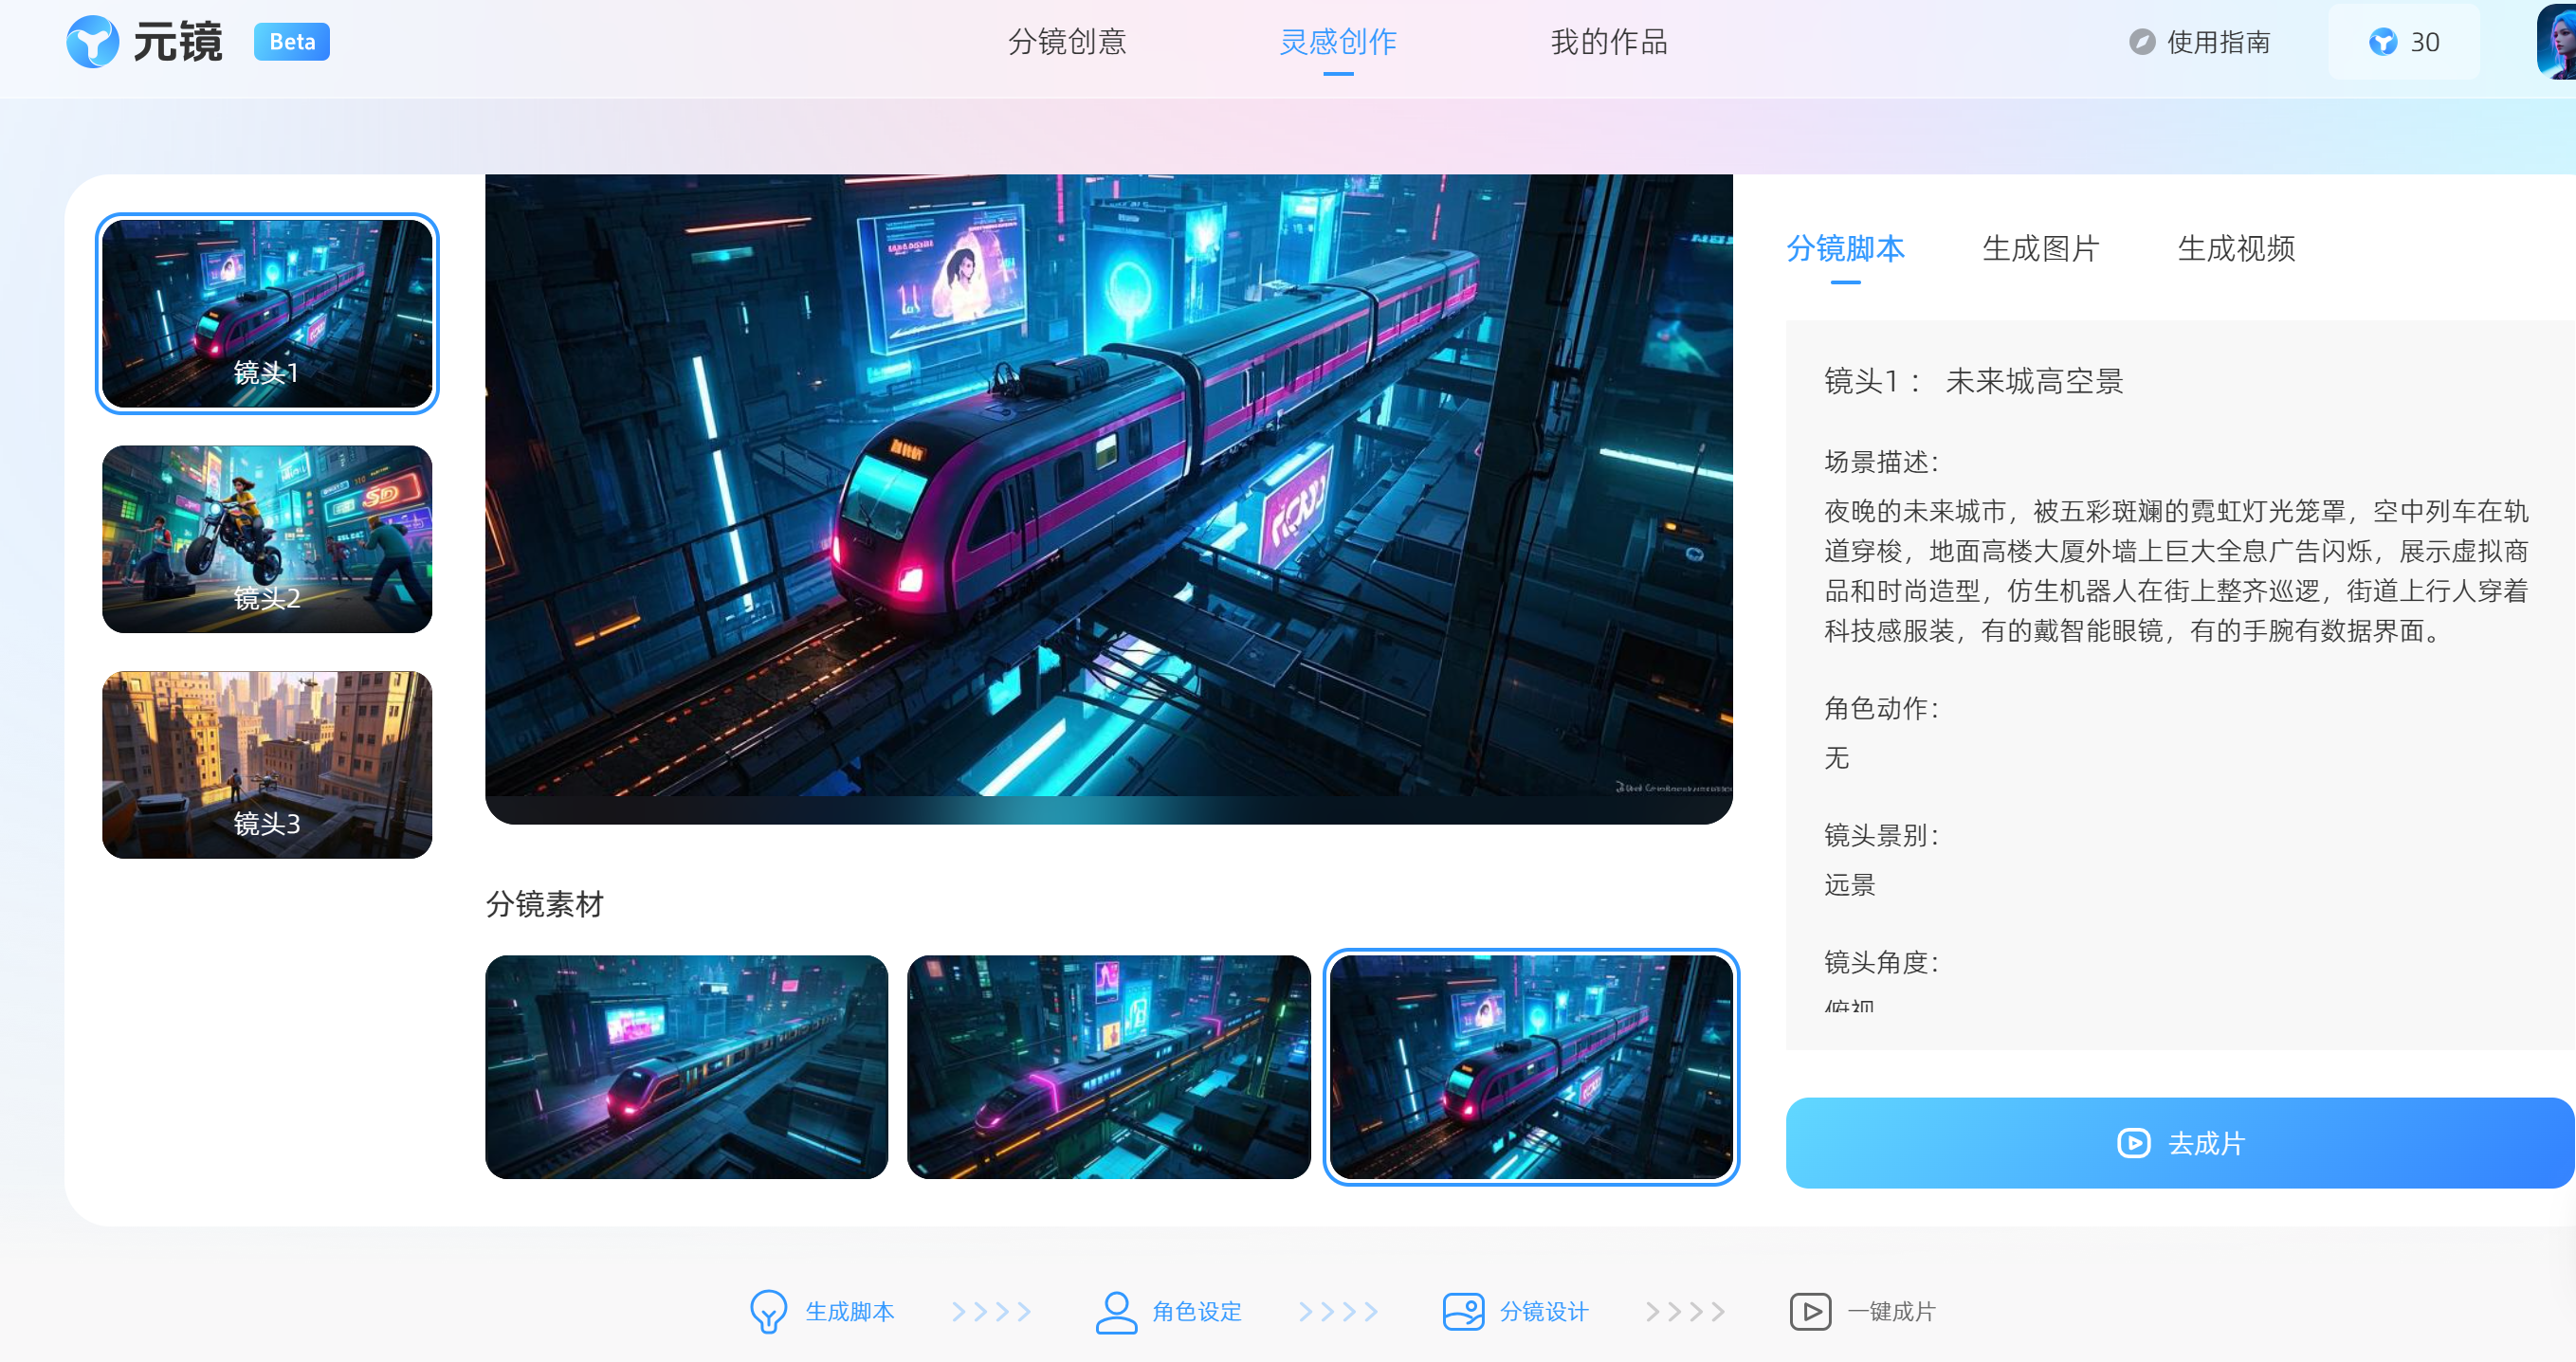 元镜
Beta
分镜创意
灵感创作
我的作品
使用指南
30
镜头1
镜头2
镜头3
分镜素材
分镜脚本
生成图片
生成视频
镜头1： 未来城高空景
场景描述：
夜晚的未来城市，被五彩斑斓的霓虹灯光笼罩，空中列车在轨
道穿梭，地面高楼大厦外墙上巨大全息广告闪烁，展示虚拟商
品和时尚造型，仿生机器人在街上整齐巡逻，街道上行人穿着
科技感服装，有的戴智能眼镜，有的手腕有数据界面。
角色动作：
无
镜头景别：
远景
镜头角度：
俯视
去成片
生成脚本
角色设定
分镜设计
一键成片